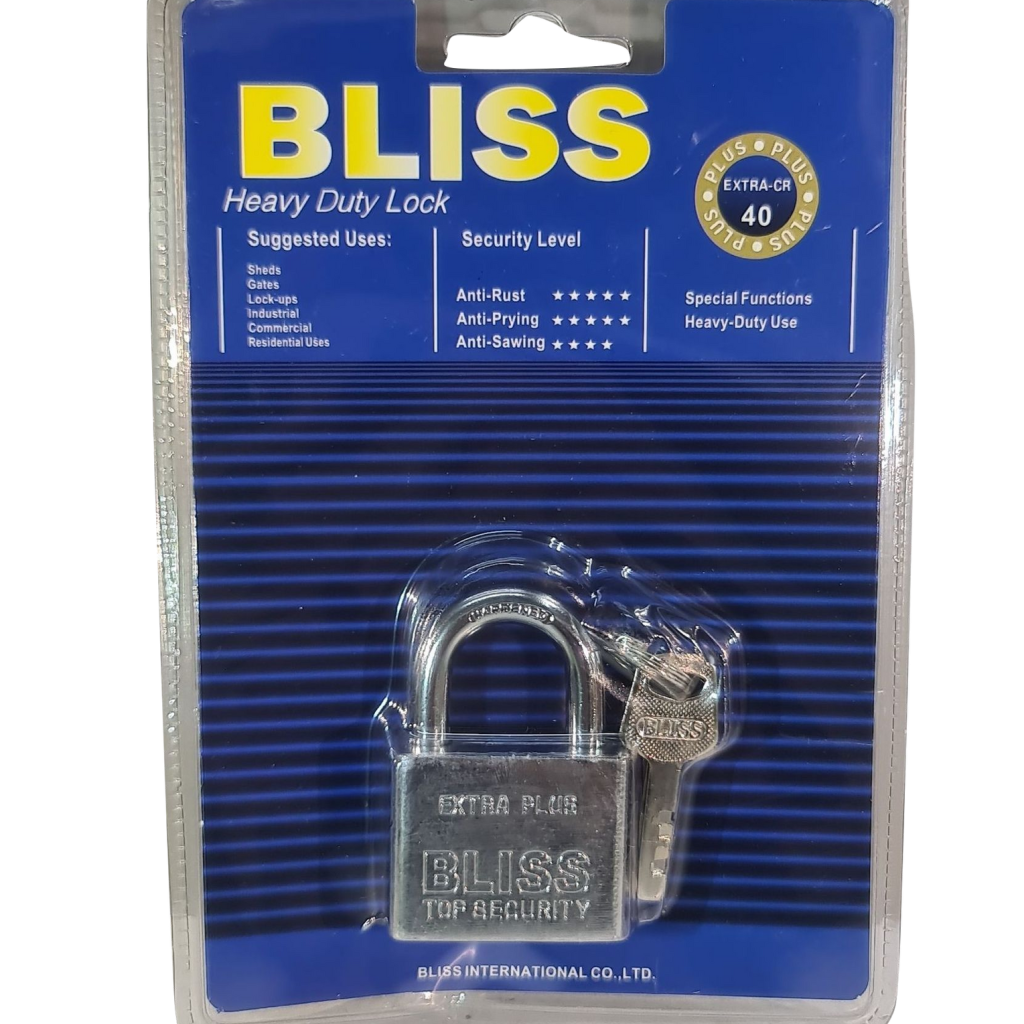 BLISS
Heavy Duty Lock
PLUS PLUS PLUS PLUS
EXTRA-CR
40
Suggested Uses:
Sheds
Gates
Lock-ups
Industrial
Commercial
Residential Uses
Security Level
Anti-Rust ★★★★★
Anti-Prying ★★★★★
Anti-Sawing ★★★★
Special Functions
Heavy-Duty Use
HARDENED
BLISS
EXTRA PLUS
BLISS
TOP SECURITY
BLISS INTERNATIONAL CO.,LTD.